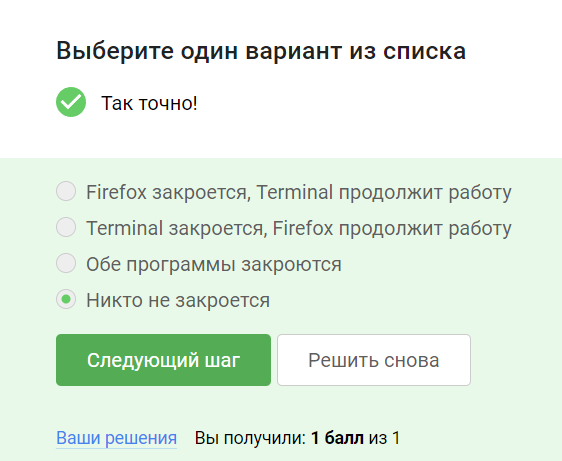 Выберите один вариант из списка
Так точно!
Firefox закроется, Terminal продолжит работу
Terminal закроется, Firefox продолжит работу
Обе программы закроются
Никто не закроется
Следующий шаг
Решить снова
Ваши решения Вы получили: 1 балл из 1